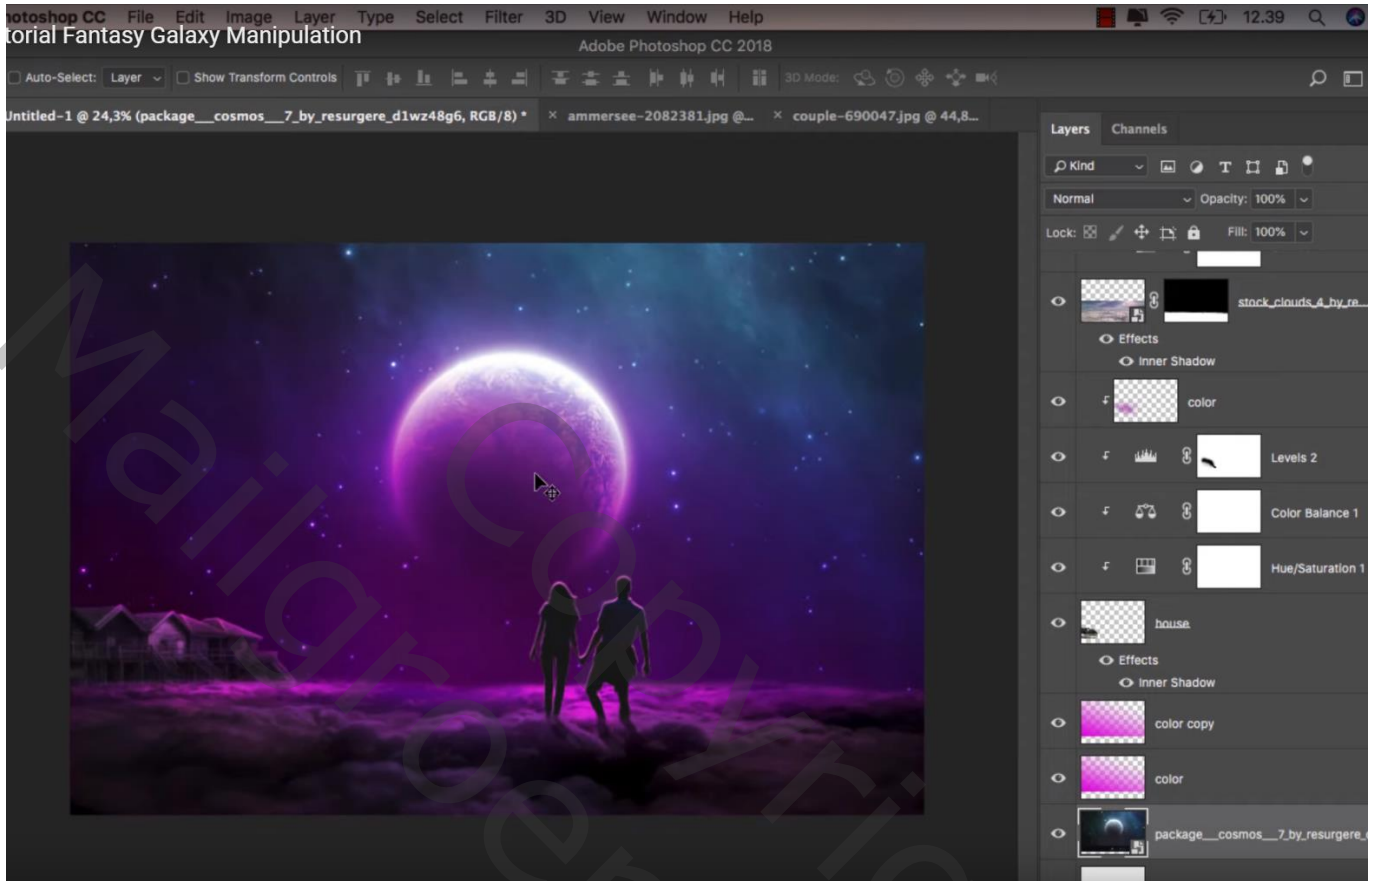 hotoshop CC File Edit Image Layer Type Select Filter 3D View Window Help 12.39
torial Fantasy Galaxy Manipulation
Adobe Photoshop CC 2018
Auto-Select: Layer Show Transform Controls 3D Mode:
Untitled-1 @ 24,3% (package__cosmos__7_by_resurgere_d1wz48g6, RGB/8) * × ammersee-2082381.jpg @... × couple-690047.jpg @ 44,8...
Layers Channels
Kind
Normal Opacity: 100%
Lock: Fill: 100%
stock_clouds_4_by_re...
Effects
Inner Shadow
color
Levels 2
Color Balance 1
Hue/Saturation 1
house
Effects
Inner Shadow
color copy
color
package__cosmos__7_by_resurgere_